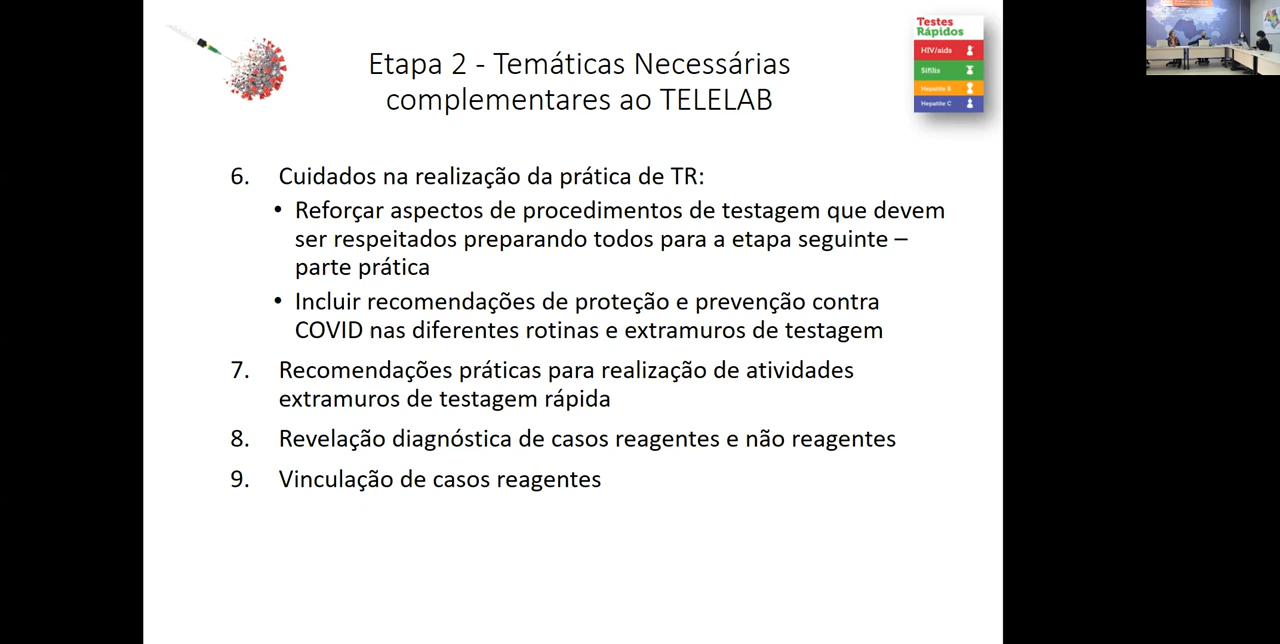 Etapa 2 - Temáticas Necessárias
complementares ao TELELAB
Testes
Rápidos
HIV/aids
Sífilis
Hepatite B
Hepatite C
6. Cuidados na realização da prática de TR:
• Reforçar aspectos de procedimentos de testagem que devem
ser respeitados preparando todos para a etapa seguinte –
parte prática
• Incluir recomendações de proteção e prevenção contra
COVID nas diferentes rotinas e extramuros de testagem
7. Recomendações práticas para realização de atividades
extramuros de testagem rápida
8. Revelação diagnóstica de casos reagentes e não reagentes
9. Vinculação de casos reagentes